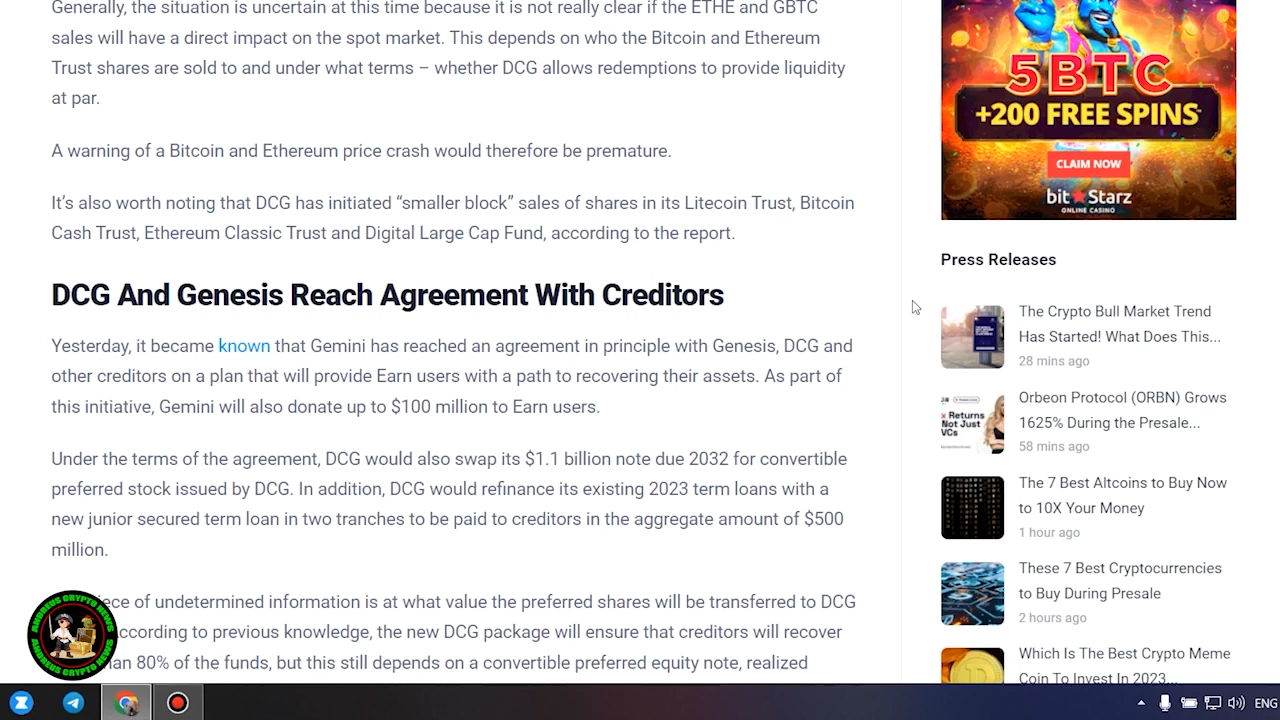 Generally, the situation is uncertain at this time because it is not really clear if the ETHE and GBTC
sales will have a direct impact on the spot market. This depends on who the Bitcoin and Ethereum
Trust shares are sold to and under what terms – whether DCG allows redemptions to provide liquidity
at par.
A warning of a Bitcoin and Ethereum price crash would therefore be premature.
It's also worth noting that DCG has initiated “smaller block” sales of shares in its Litecoin Trust, Bitcoin
Cash Trust, Ethereum Classic Trust and Digital Large Cap Fund, according to the report.
DCG And Genesis Reach Agreement With Creditors
Yesterday, it became known that Gemini has reached an agreement in principle with Genesis, DCG and
other creditors on a plan that will provide Earn users with a path to recovering their assets. As part of
this initiative, Gemini will also donate up to $100 million to Earn users.
Under the terms of the agreement, DCG would also swap its $1.1 billion note due 2032 for convertible
preferred stock issued by DCG. In addition, DCG would refinance its existing 2023 term loans with a
new junior secured term loan in two tranches to be paid to creditors in the aggregate amount of $500
million.
iece of undetermined information is at what value the preferred shares will be transferred to DCG
ccording to previous knowledge, the new DCG package will ensure that creditors will recover
an 80% of the funds, but this still depends on a convertible preferred equity note, realized
ANDREUS CRYPTO NEWS
ANDREUS CRYPTO NEWS
5BTC
+200 FREE SPINS
CLAIM NOW
bitStarz
ONLINE CASINO
Press Releases
The Crypto Bull Market Trend
Has Started! What Does This...
28 mins ago
Returns
Not Just
VCs
Orbeon Protocol (ORBN) Grows
1625% During the Presale...
58 mins ago
The 7 Best Altcoins to Buy Now
to 10X Your Money
1 hour ago
These 7 Best Cryptocurrencies
to Buy During Presale
2 hours ago
Which Is The Best Crypto Meme
Coin To Invest In 2023...
ENG